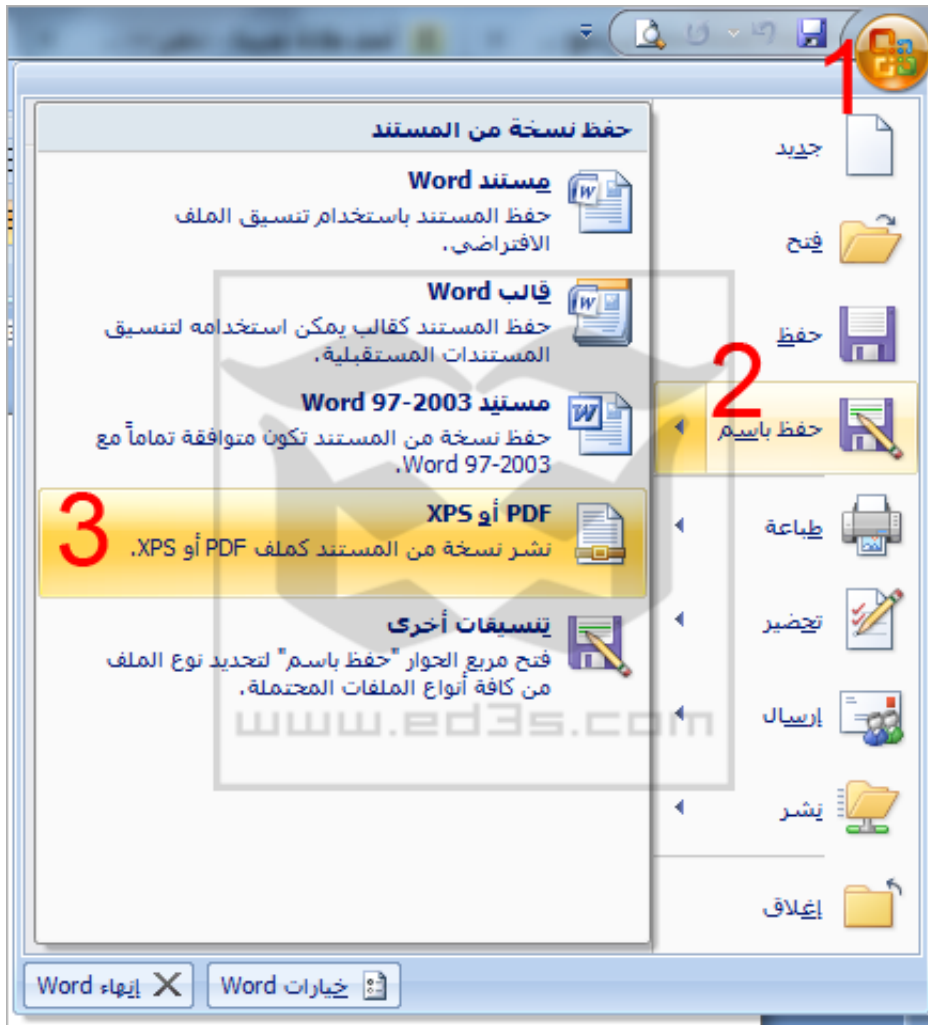 1
جديد
فتح
حفظ
2
حفظ باسم
طباعة
تحضير
إرسال
نشر
إغلاق
حفظ نسخة من المستند
مستند Word
حفظ المستند باستخدام تنسيق الملف
الافتراضي.
قالب Word
حفظ المستند كقالب يمكن استخدامه لتنسيق
المستندات المستقبلية.
مستند Word 97-2003
حفظ نسخة من المستند تكون متوافقة تماماً مع
Word 97-2003.
3
PDF أو XPS
نشر نسخة من المستند كملف PDF أو XPS.
تنسيقات أخرى
فتح مربع الحوار "حفظ باسم" لتحديد نوع الملف
من كافة أنواع الملفات المحتملة.
www.ed3s.com
خيارات Word
إنهاء Word